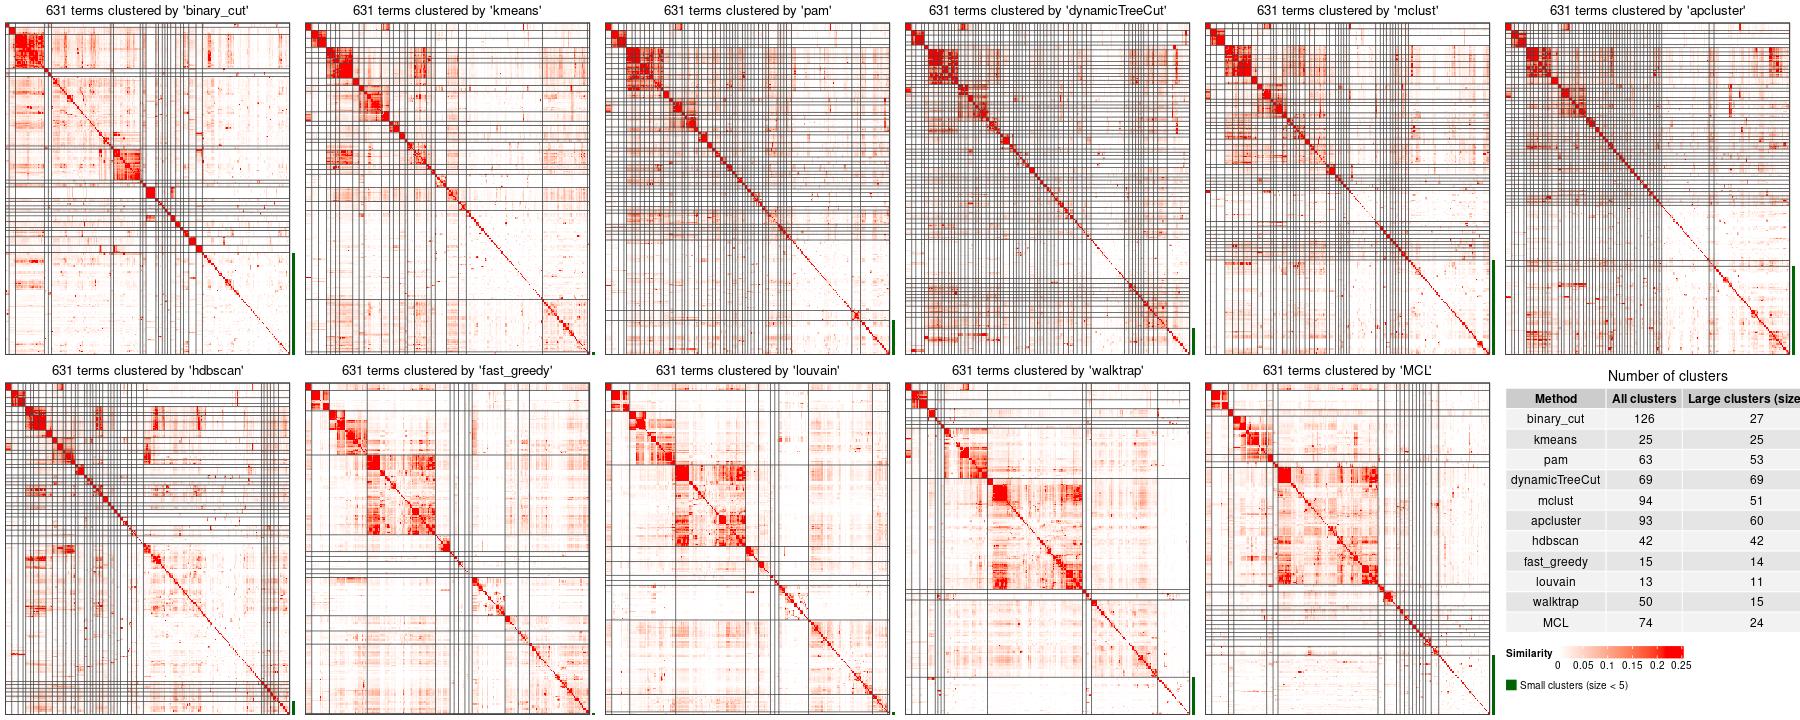 631 terms clustered by 'binary_cut'
631 terms clustered by 'kmeans'
631 terms clustered by 'pam'
631 terms clustered by 'dynamicTreeCut'
631 terms clustered by 'mclust'
631 terms clustered by 'apcluster'
631 terms clustered by 'hdbscan'
631 terms clustered by 'fast_greedy'
631 terms clustered by 'louvain'
631 terms clustered by 'walktrap'
631 terms clustered by 'MCL'
Number of clusters
Method All clusters Large clusters (size
binary_cut 126 27
kmeans 25 25
pam 63 53
dynamicTreeCut 69 69
mclust 94 51
apcluster 93 60
hdbscan 42 42
fast_greedy 15 14
louvain 13 11
walktrap 50 15
MCL 74 24
Similarity
0 0.05 0.1 0.15 0.2 0.25
Small clusters (size < 5)